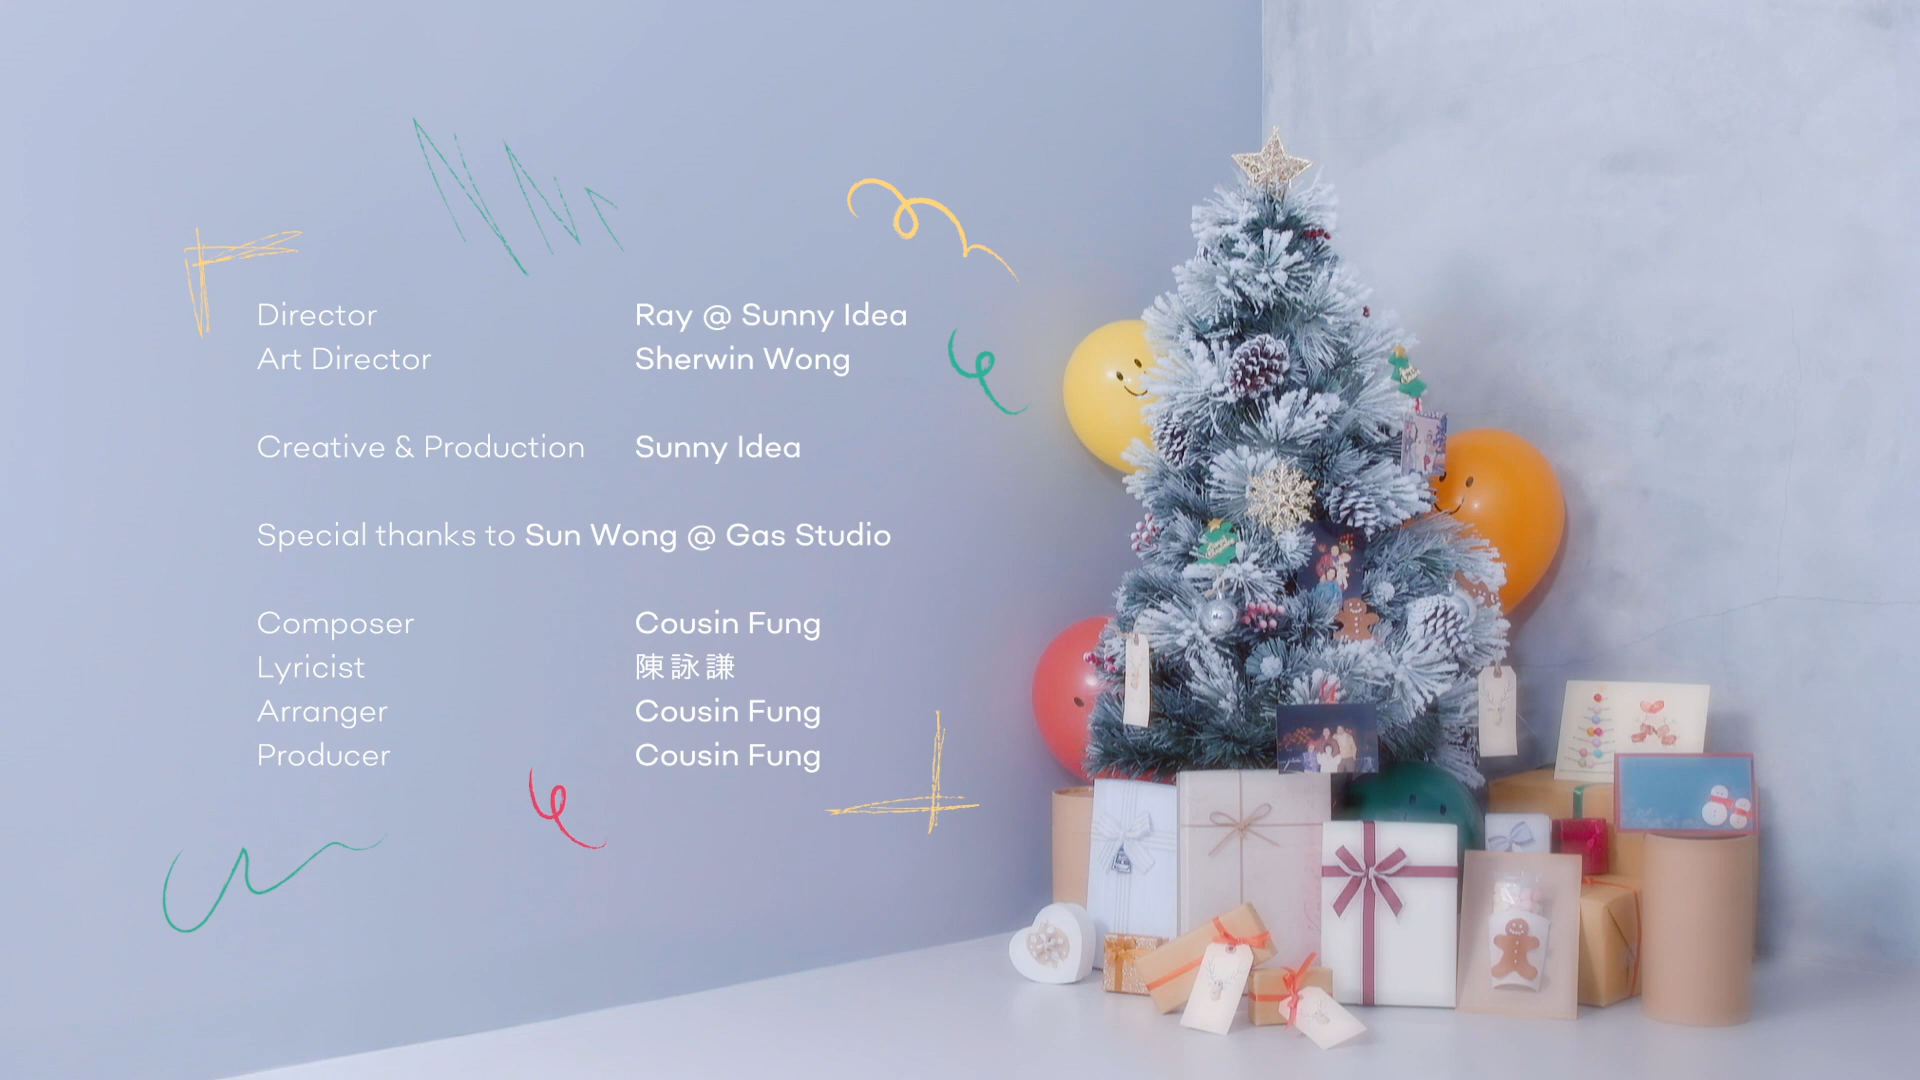 Director Ray @ Sunny Idea
Art Director Sherwin Wong
Creative & Production Sunny Idea
Special thanks to Sun Wong @ Gas Studio
Composer Cousin Fung
Lyricist 陳詠謙
Arranger Cousin Fung
Producer Cousin Fung